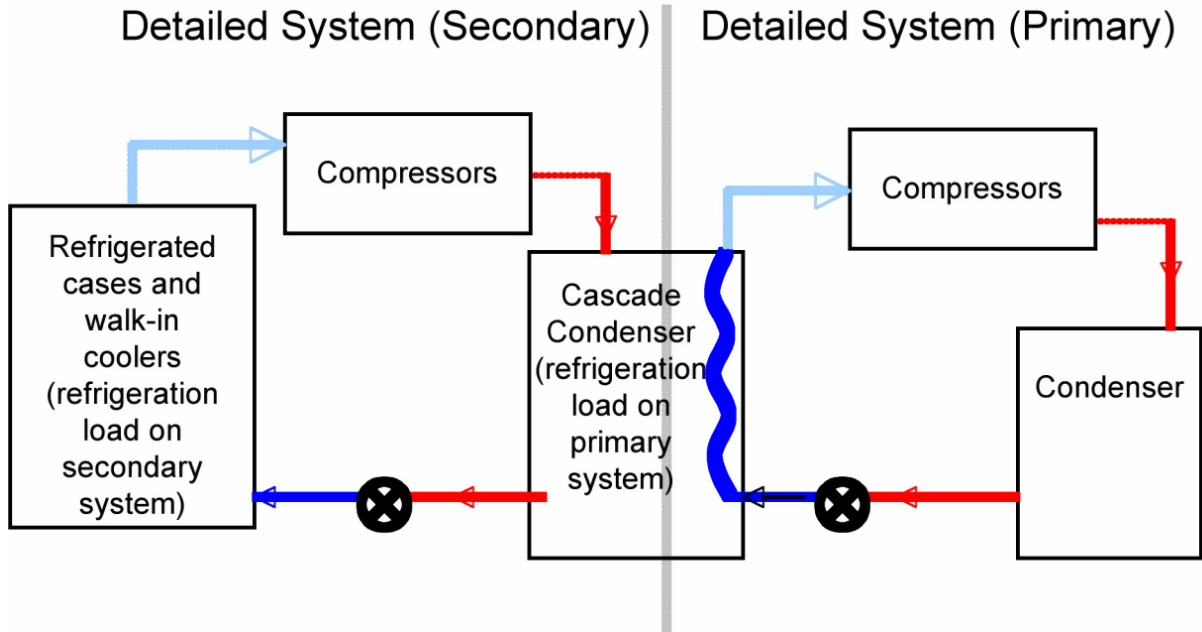 Detailed System (Secondary)
Detailed System (Primary)
Compressors
Compressors
Refrigerated
cases and
walk-in
coolers
(refrigeration
load on
secondary
system)
Cascade
Condenser
(refrigeration
load on
primary
system)
Condenser